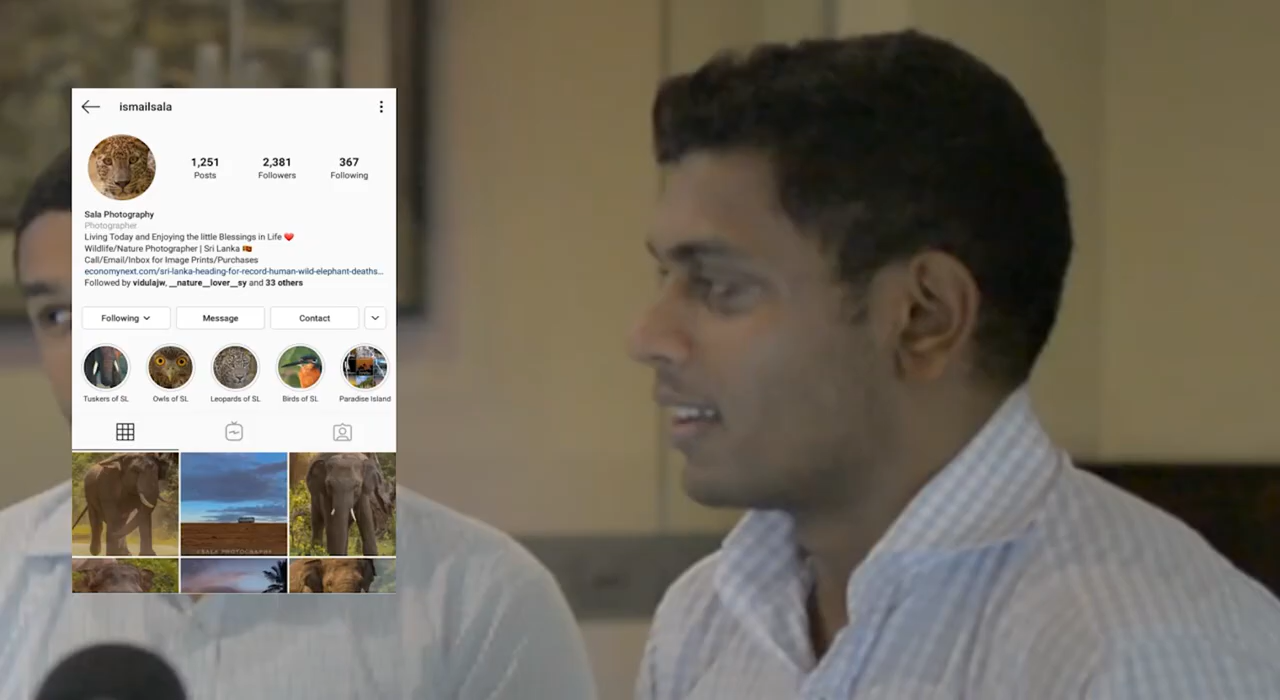 ismailsala
1,251 2,381 367
Posts Followers Following
Sala Photography
Photographer
Living Today and Enjoying the little Blessings in Life ❤️
Wildlife/Nature Photographer | Sri Lanka 🇱🇰
Call/Email/Inbox for Image Prints/Purchases
economynext.com/sri-lanka-heading-for-record-human-wild-elephant-deaths...
Followed by vidulajw, __nature__lover__sy and 33 others
Following Message Contact
Tuskers of SL Owls of SL Leopards of SL Birds of SL Paradise Island
©SALA PHOTOGRAPHY